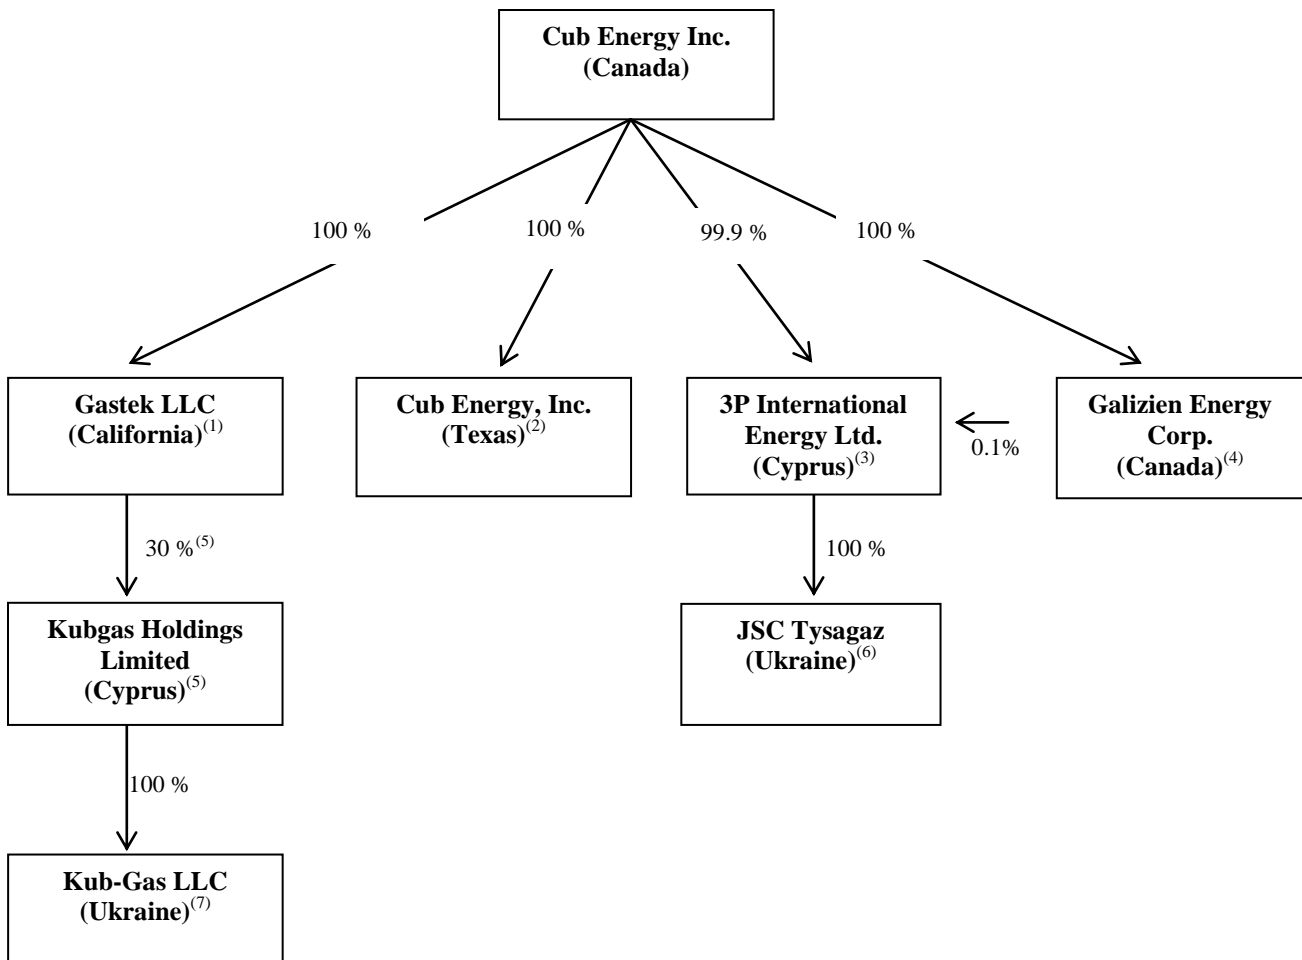 Cub Energy Inc.
(Canada)
100 %
100 %
99.9 %
100 %
Gastek LLC
(California)(1)
Cub Energy, Inc.
(Texas)(2)
3P International
Energy Ltd.
(Cyprus)(3)
0.1%
Galizien Energy
Corp.
(Canada)(4)
30 %(5)
100 %
Kubgas Holdings
Limited
(Cyprus)(5)
JSC Tysagaz
(Ukraine)(6)
100 %
Kub-Gas LLC
(Ukraine)(7)